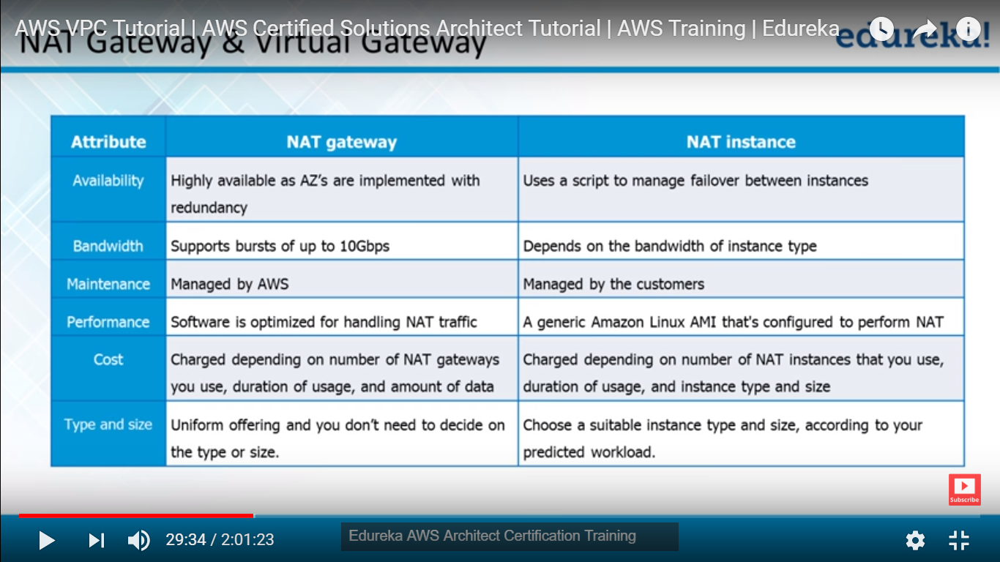 AWS VPC Tutorial | AWS Certified Solutions Architect Tutorial | AWS Training | Edureka
NAT Gateway & Virtual Gateway
edureka!
Attribute NAT gateway NAT instance
Availability Highly available as AZ’s are implemented with Uses a script to manage failover between instances
redundancy
Bandwidth Supports bursts of up to 10Gbps Depends on the bandwidth of instance type
Maintenance Managed by AWS Managed by the customers
Performance Software is optimized for handling NAT traffic A generic Amazon Linux AMI that's configured to perform NAT
Cost Charged depending on number of NAT gateways Charged depending on number of NAT instances that you use,
you use, duration of usage, and amount of data duration of usage, and instance type and size
Type and size Uniform offering and you don’t need to decide on Choose a suitable instance type and size, according to your
the type or size. predicted workload.
Subscribe
29:34 / 2:01:23
Edureka AWS Architect Certification Training